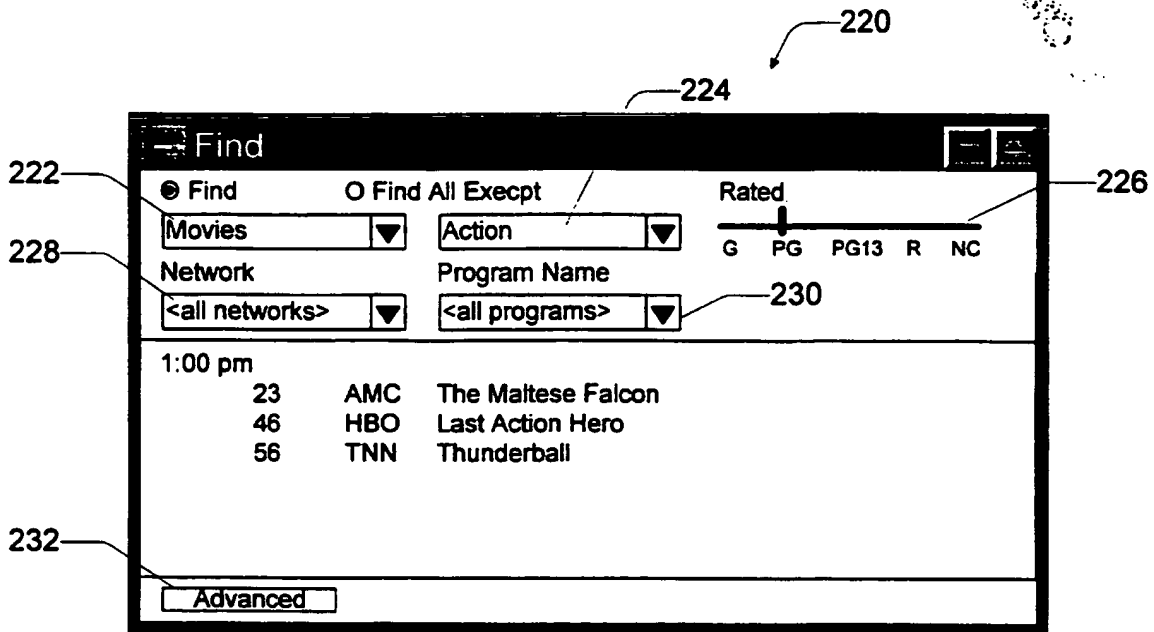 220
224
Find
222
Find O Find All Execpt Rated
226
Movies Action
G PG PG13 R NC
228
Network Program Name
230
<all networks> <all programs>
1:00 pm
23 AMC The Maltese Falcon
46 HBO Last Action Hero
56 TNN Thunderball
232
Advanced